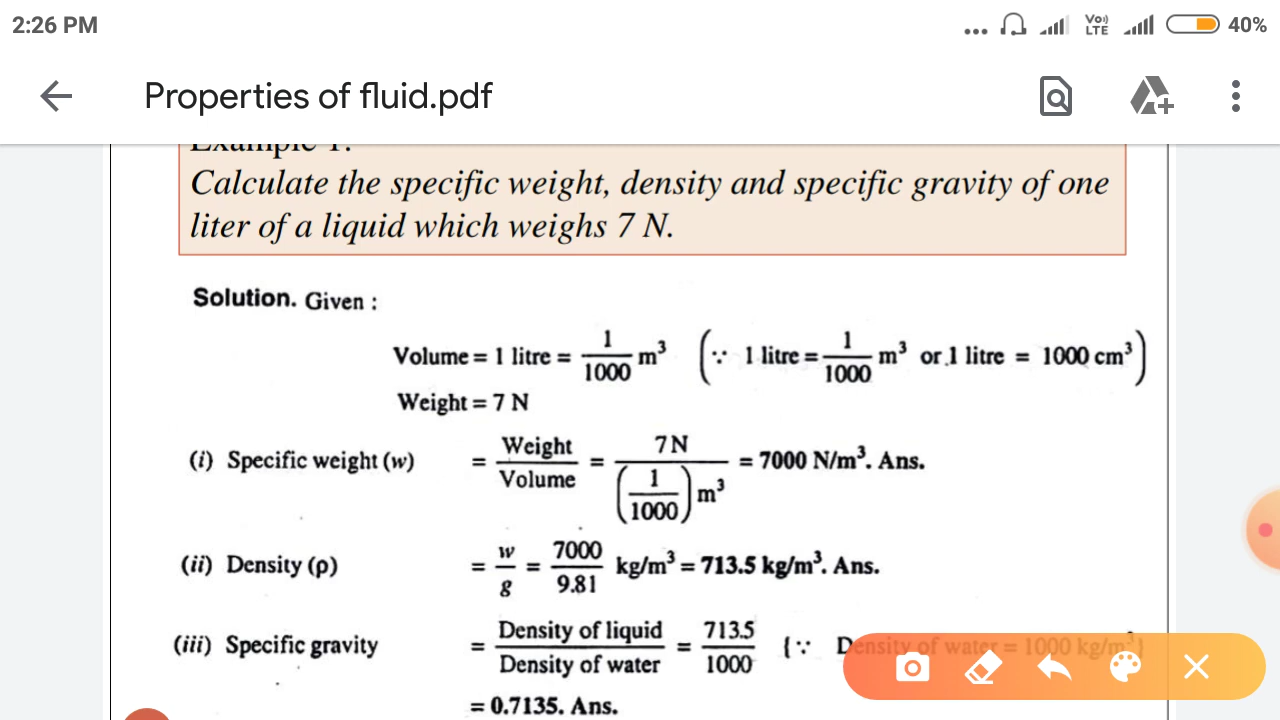 2:26 PM
... Vo)) LTE 40%
Properties of fluid.pdf
Example 1:
Calculate the specific weight, density and specific gravity of one
liter of a liquid which weighs 7 N.
Solution. Given :
Volume = 1 litre = 1/1000 m³ (∵ 1 litre = 1/1000 m³ or 1 litre = 1000 cm³)
Weight = 7 N
(i) Specific weight (w) = Weight/Volume = 7 N/(1/1000) m³ = 7000 N/m³. Ans.
(ii) Density (ρ) = w/g = 7000/9.81 kg/m³ = 713.5 kg/m³. Ans.
(iii) Specific gravity = Density of liquid/Density of water = 713.5/1000 {∵ Density of water = 1000 kg/m³}
= 0.7135. Ans.